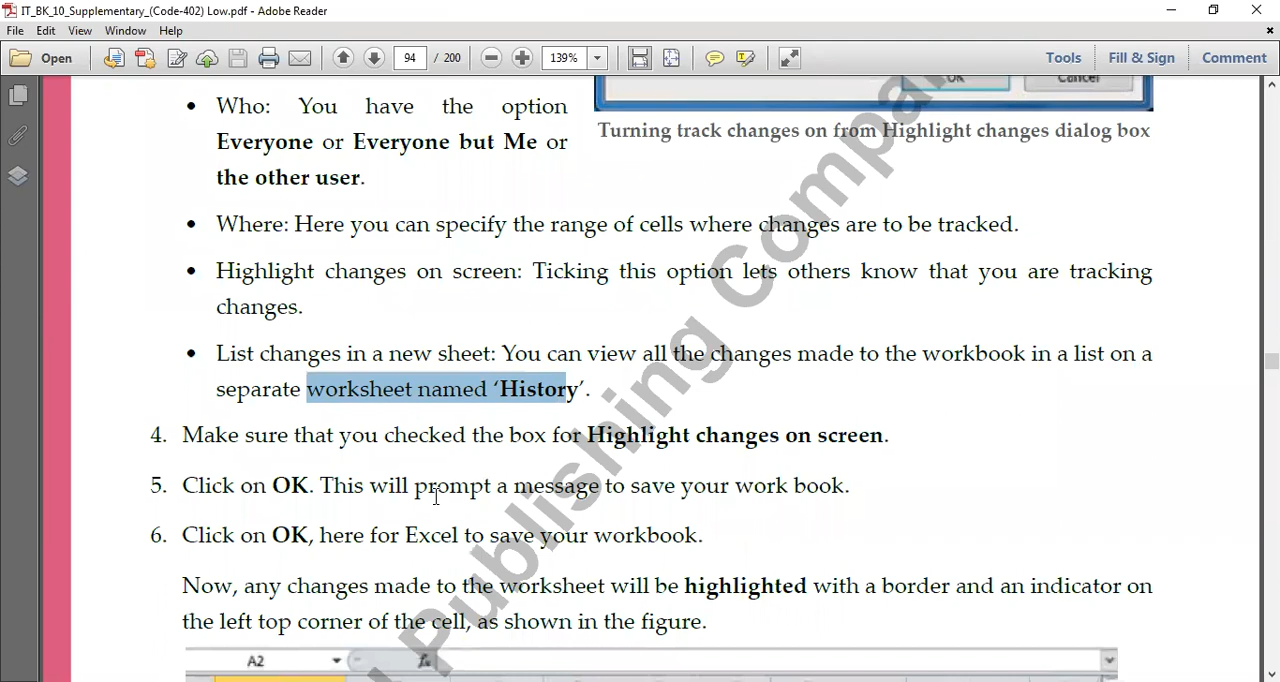 IT_BK_10_Supplementary_(Code-402) Low.pdf - Adobe Reader
File Edit View Window Help
Open 94 / 200 139% Tools Fill & Sign Comment
OK Cancel
• Who: You have the option
Everyone or Everyone but Me or
the other user.
Turning track changes on from Highlight changes dialog box
• Where: Here you can specify the range of cells where changes are to be tracked.
• Highlight changes on screen: Ticking this option lets others know that you are tracking
changes.
• List changes in a new sheet: You can view all the changes made to the workbook in a list on a
separate worksheet named ‘History’.
4. Make sure that you checked the box for Highlight changes on screen.
5. Click on OK. This will prompt a message to save your work book.
6. Click on OK, here for Excel to save your workbook.
Now, any changes made to the worksheet will be highlighted with a border and an indicator on
the left top corner of the cell, as shown in the figure.
A2 fx
Publishing Compan